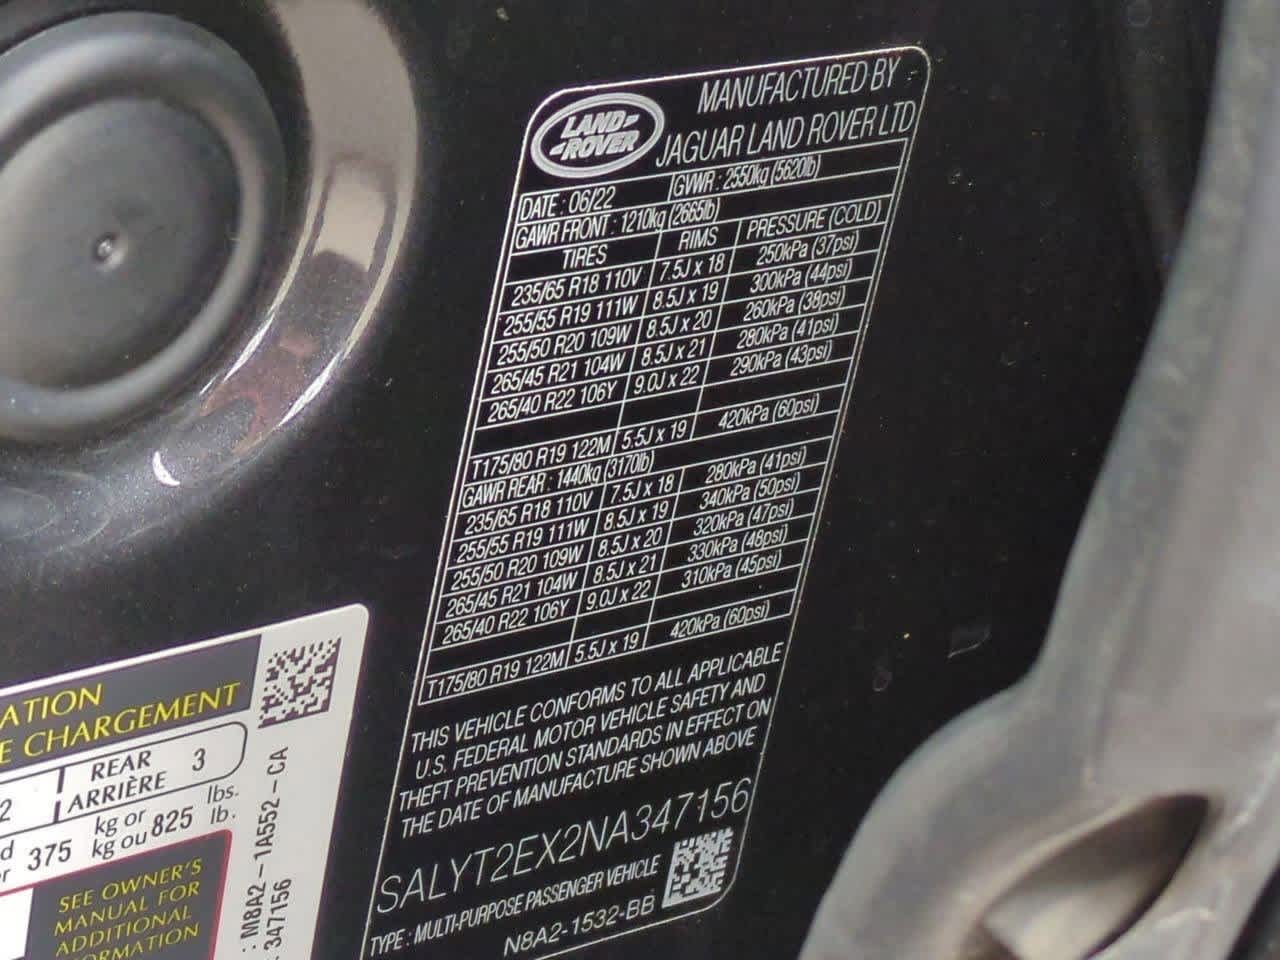 LAND
ROVER
MANUFACTURED BY
JAGUAR LAND ROVER LTD
DATE : 06/22 GVWR : 2550kg (5620lb)
GAWR FRONT : 1210kg (2665lb)
TIRES RIMS PRESSURE (COLD)
235/65 R18 110V 7.5J x 18 250kPa (37psi)
255/55 R19 111W 8.5J x 19 300kPa (44psi)
255/50 R20 109W 8.5J x 20 260kPa (38psi)
265/45 R21 104W 8.5J x 21 280kPa (41psi)
265/40 R22 106Y 9.0J x 22 290kPa (43psi)
T175/80 R19 122M 5.5J x 19 420kPa (60psi)
GAWR REAR : 1440kg (3170lb)
235/65 R18 110V 7.5J x 18 280kPa (41psi)
255/55 R19 111W 8.5J x 19 340kPa (50psi)
255/50 R20 109W 8.5J x 20 320kPa (47psi)
265/45 R21 104W 8.5J x 21 330kPa (48psi)
265/40 R22 106Y 9.0J x 22 310kPa (45psi)
T175/80 R19 122M 5.5J x 19 420kPa (60psi)
THIS VEHICLE CONFORMS TO ALL APPLICABLE
U.S. FEDERAL MOTOR VEHICLE SAFETY AND
THEFT PREVENTION STANDARDS IN EFFECT ON
THE DATE OF MANUFACTURE SHOWN ABOVE
SALYT2EX2NA347156
TYPE : MULTI-PURPOSE PASSENGER VEHICLE
N8A2-1532-BB
ATION
E CHARGEMENT
2 REAR 3
ARRIÈRE
d 375 kg or 825 lbs.
r kg ou lb.
SEE OWNER'S
MANUAL FOR
ADDITIONAL
ORMATION
: M8A2-1A552-CA
347156